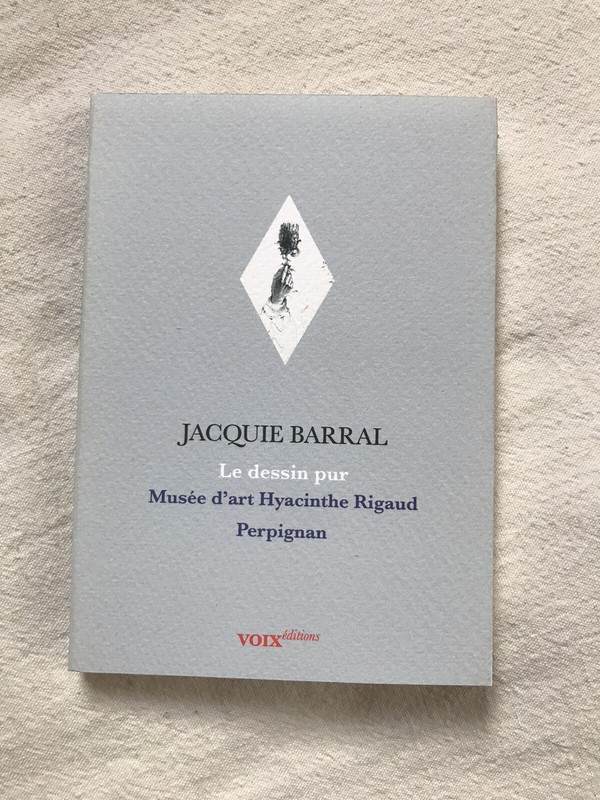 JACQUIE BARRAL
Le dessin pur
Musée d'art Hyacinthe Rigaud
Perpignan
VOIX éditions